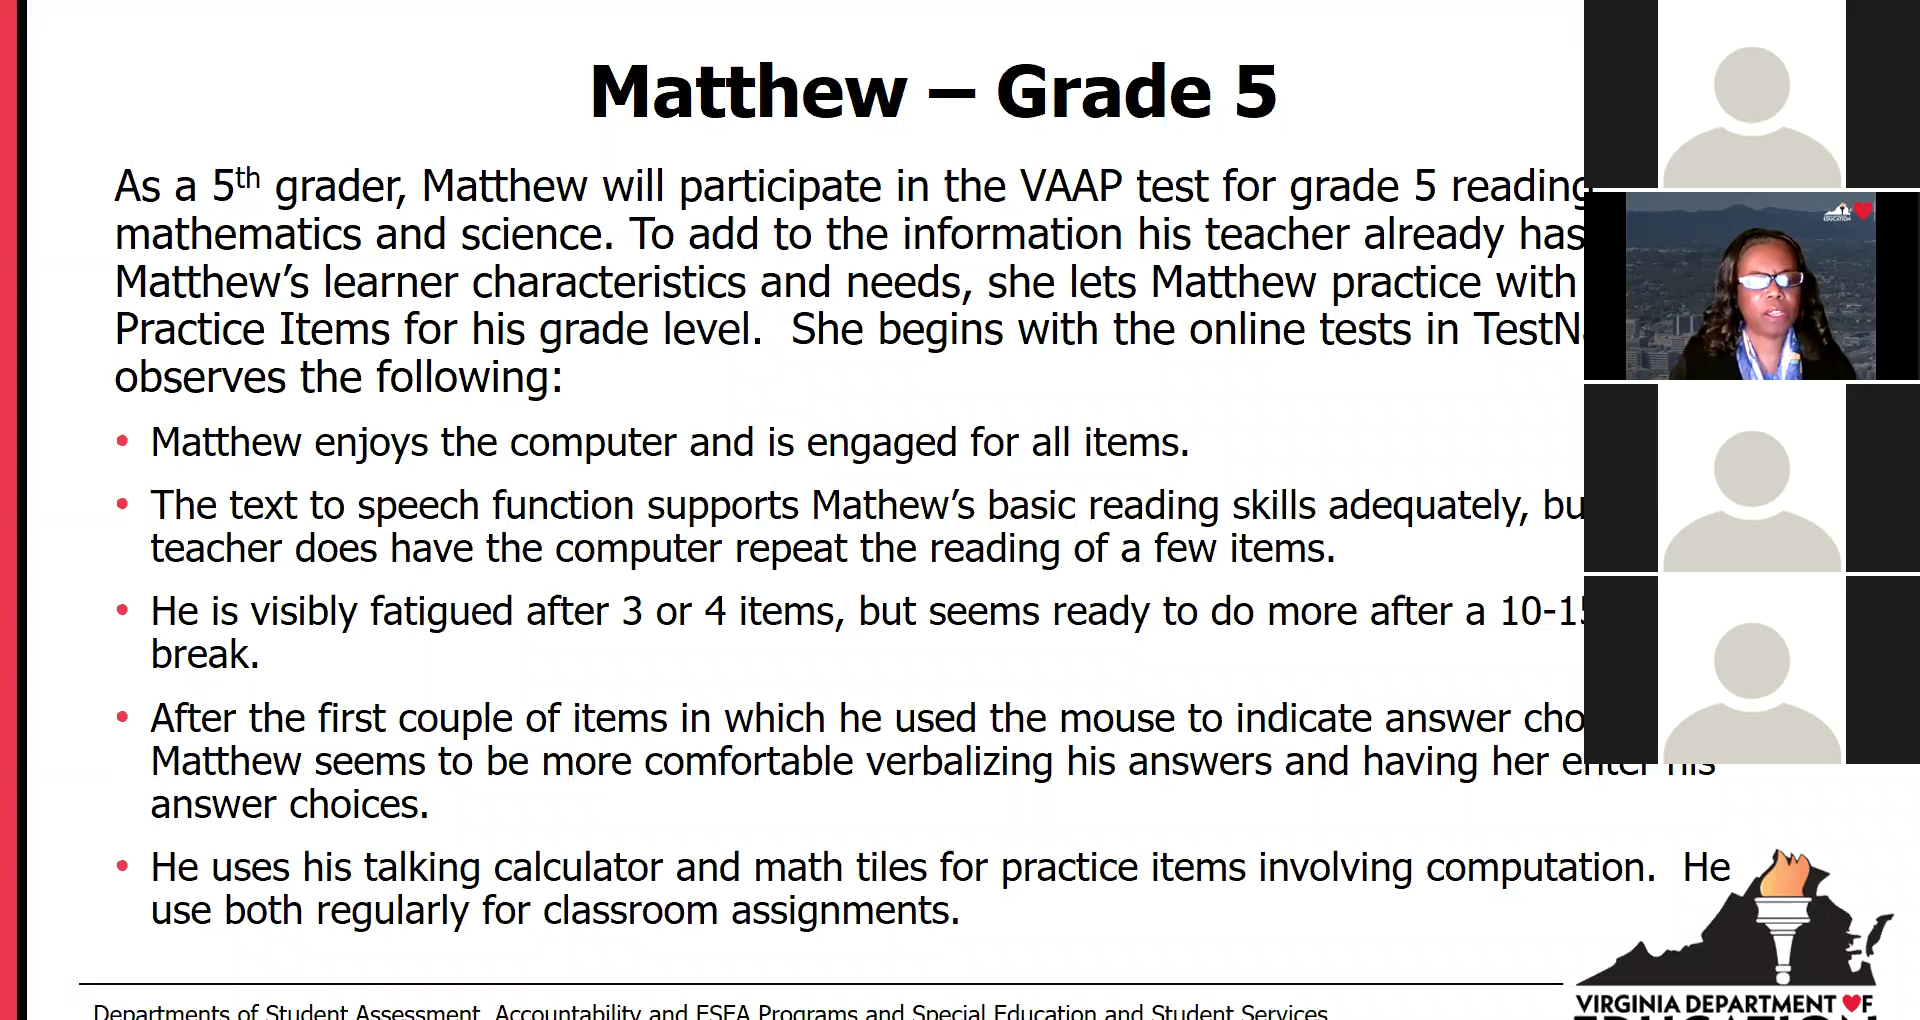 Matthew – Grade 5
As a 5th grader, Matthew will participate in the VAAP test for grade 5 reading
mathematics and science. To add to the information his teacher already has
Matthew’s learner characteristics and needs, she lets Matthew practice with
Practice Items for his grade level.  She begins with the online tests in
observes the following:
• Matthew enjoys the computer and is engaged for all items.
• The text to speech function supports Mathew’s basic reading skills adequately,
teacher does have the computer repeat the reading of a few items.
• He is visibly fatigued after 3 or 4 items, but seems ready to do more after a
break.
• After the first couple of items in which he used the mouse to indicate answer
Matthew seems to be more comfortable verbalizing his answers and having her enter his
answer choices.
• He uses his talking calculator and math tiles for practice items involving computation.  He
use both regularly for classroom assignments.
Departments of Student Assessment, Accountability and ESEA Programs and Special Education and Student Services
VIRGINIA DEPARTMENT OF
EDUCATION